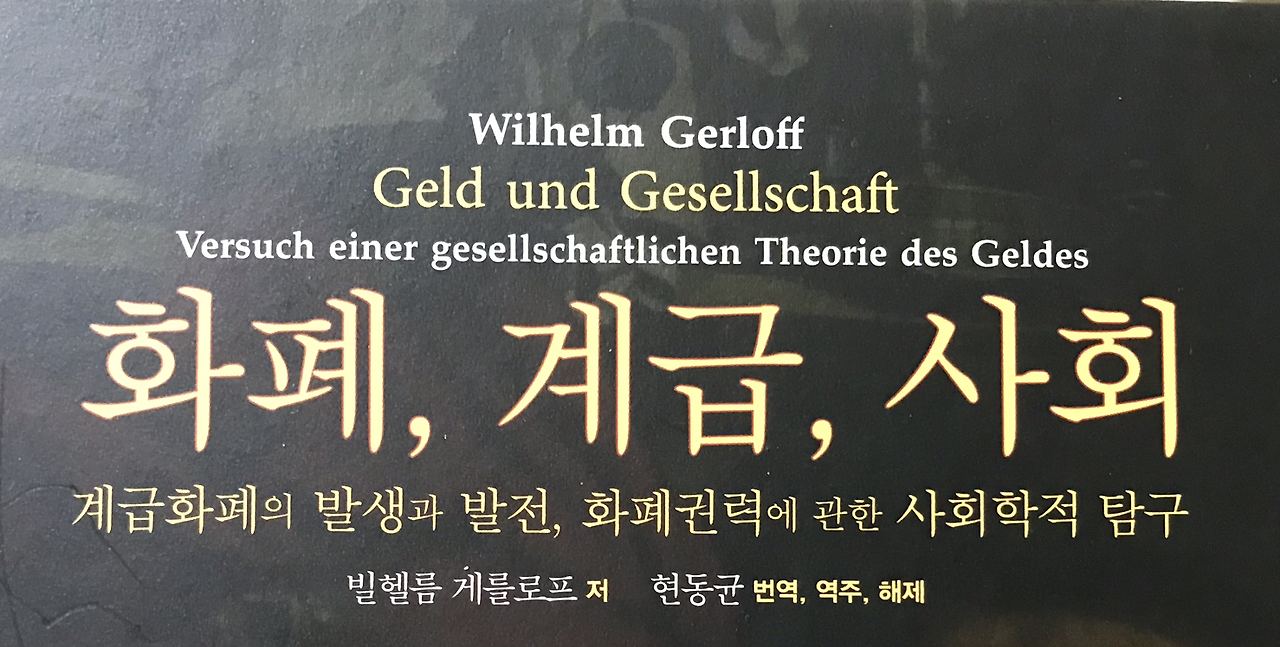 Wilhelm Gerloff
Geld und Gesellschaft
Versuch einer gesellschaftlichen Theorie des Geldes
화폐, 계급, 사회
계급화폐의 발생과 발전, 화폐권력에 관한 사회학적 탐구
빌헬름 게를로프 저 현동균 번역, 역주, 해제